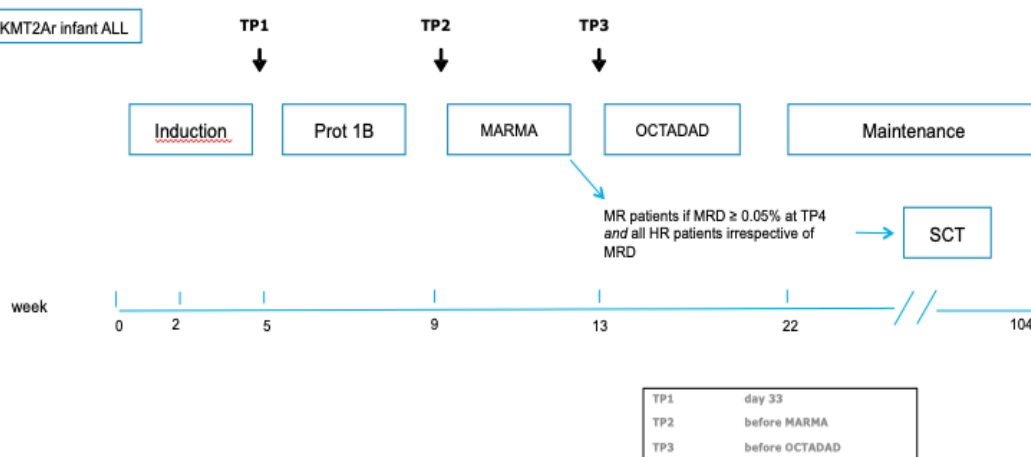 KMT2Ar infant ALL
TP1 TP2 TP3
Induction Prot 1B MARMA OCTADAD Maintenance
MR patients if MRD ≥ 0.05% at TP4
and all HR patients irrespective of
MRD
SCT
week
0 2 5 9 13 22 104
TP1 day 33
TP2 before MARMA
TP3 before OCTADAD